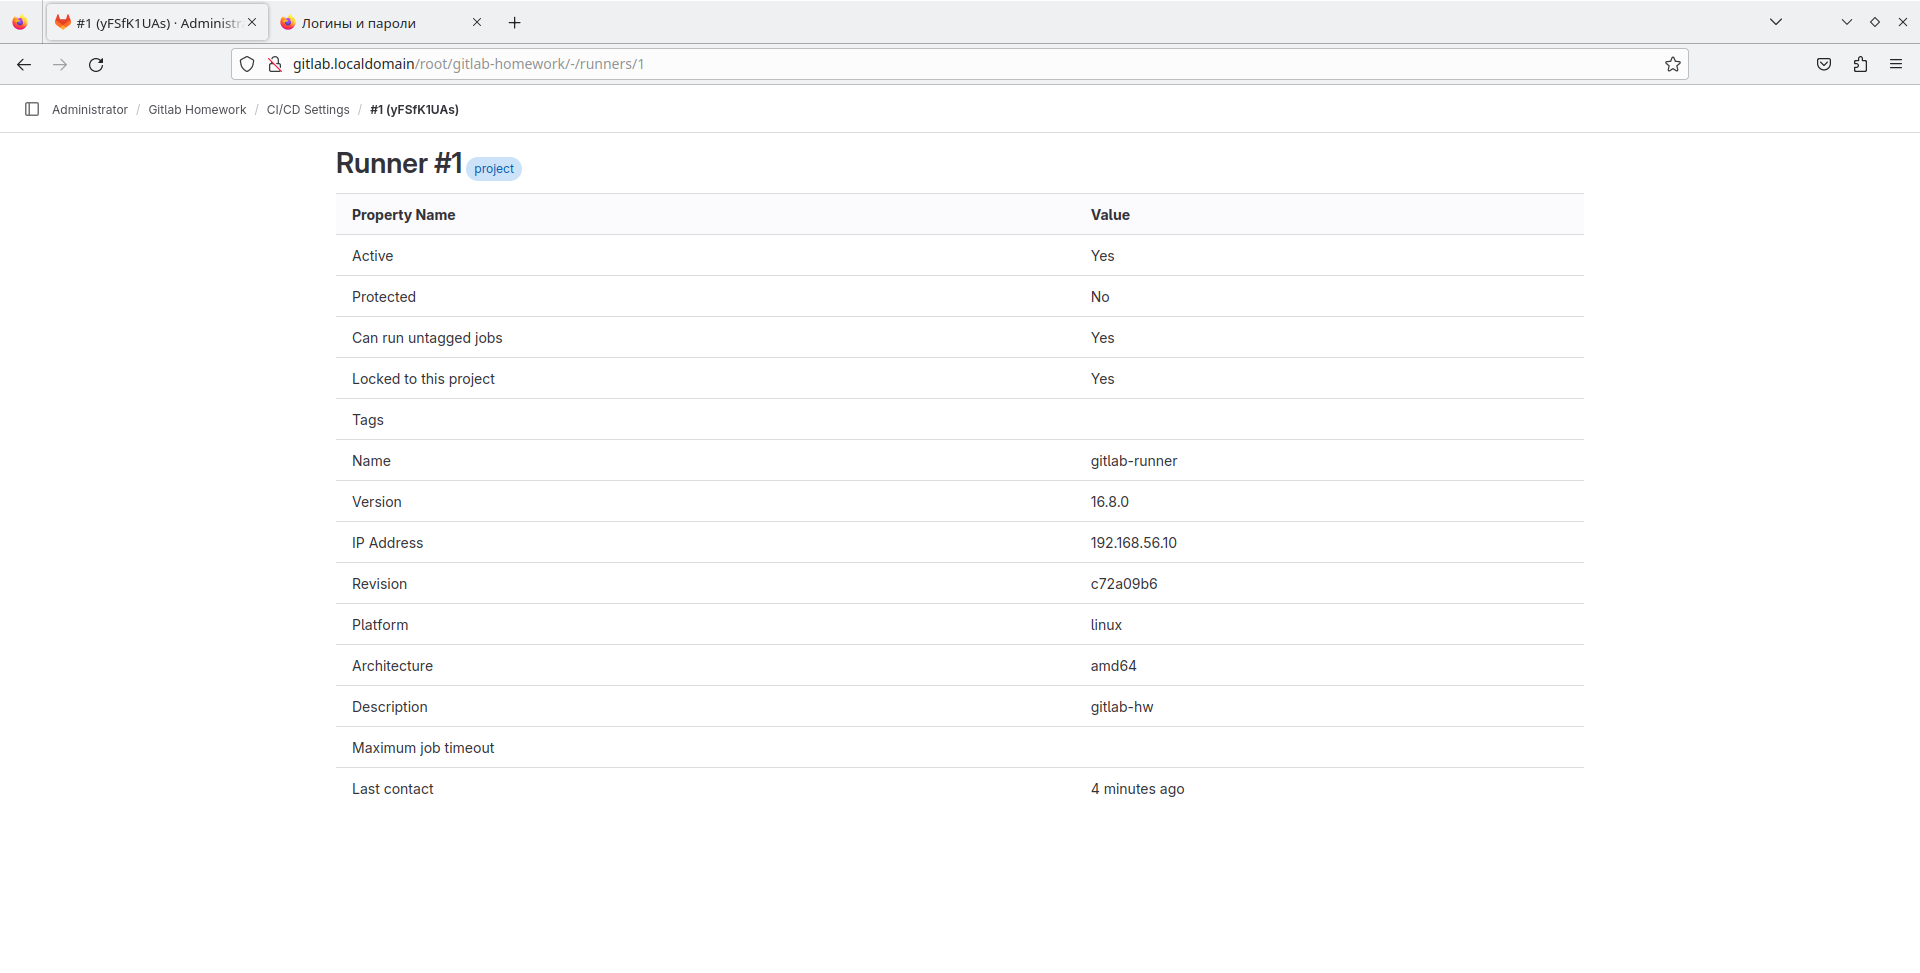 #1 (yFSfK1UAs) · Administr
Логины и пароли
gitlab.localdomain/root/gitlab-homework/-/runners/1
Administrator / Gitlab Homework / CI/CD Settings / #1 (yFSfK1UAs)
Runner #1 project
Property Name Value
Active Yes
Protected No
Can run untagged jobs Yes
Locked to this project Yes
Tags
Name gitlab-runner
Version 16.8.0
IP Address 192.168.56.10
Revision c72a09b6
Platform linux
Architecture amd64
Description gitlab-hw
Maximum job timeout
Last contact 4 minutes ago